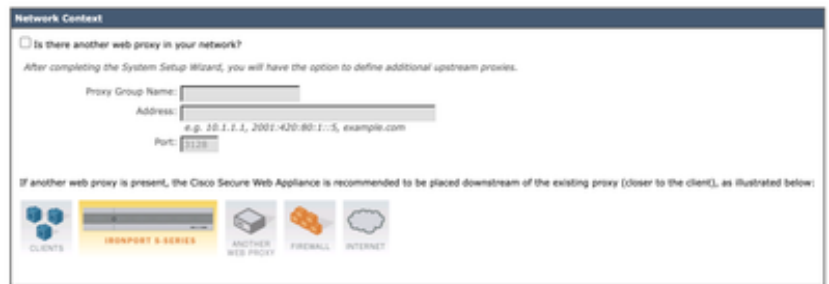 Network Context
Is there another web proxy in your network?
After completing the System Setup Wizard, you will have the option to define additional upstream proxies.
Proxy Group Name:
Address:
e.g. 10.1.1.1, 2001:420:80:1::5, example.com
Port: 3128
If another web proxy is present, the Cisco Secure Web Appliance is recommended to be placed downstream of the existing proxy (closer to the client), as illustrated below:
CLIENTS
IRONPORT S-SERIES
ANOTHER
WEB PROXY
FIREWALL
INTERNET